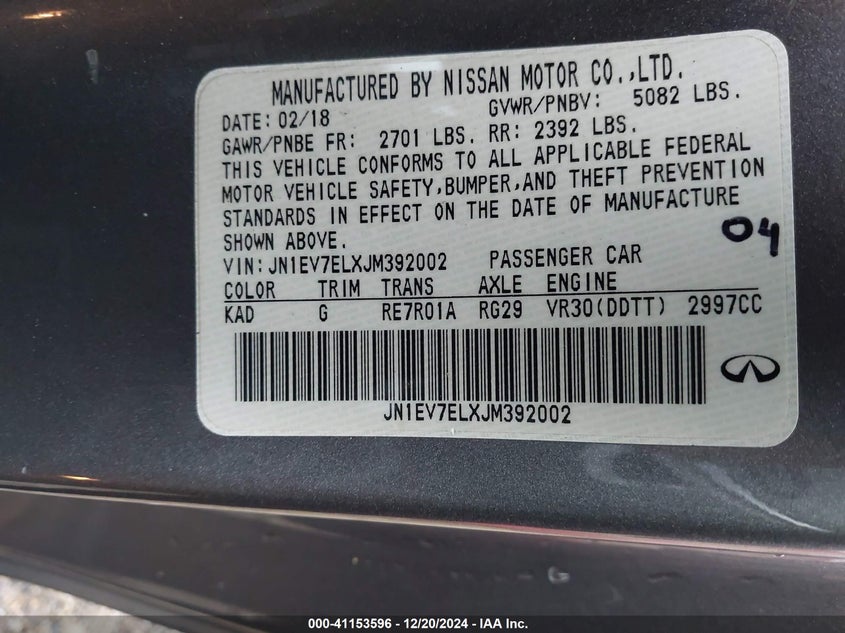 MANUFACTURED BY NISSAN MOTOR CO.,LTD.
DATE: 02/18 GVWR/PNBV: 5082 LBS.
GAWR/PNBE FR: 2701 LBS. RR: 2392 LBS.
THIS VEHICLE CONFORMS TO ALL APPLICABLE FEDERAL
MOTOR VEHICLE SAFETY,BUMPER,AND THEFT PREVENTION
STANDARDS IN EFFECT ON THE DATE OF MANUFACTURE
SHOWN ABOVE.
04
VIN:JN1EV7ELXJM392002 PASSENGER CAR
COLOR TRIM TRANS AXLE ENGINE
KAD G RE7R01A RG29 VR30(DDTT) 2997CC
JN1EV7ELXJM392002
000-41153596 - 12/20/2024 - IAA Inc.